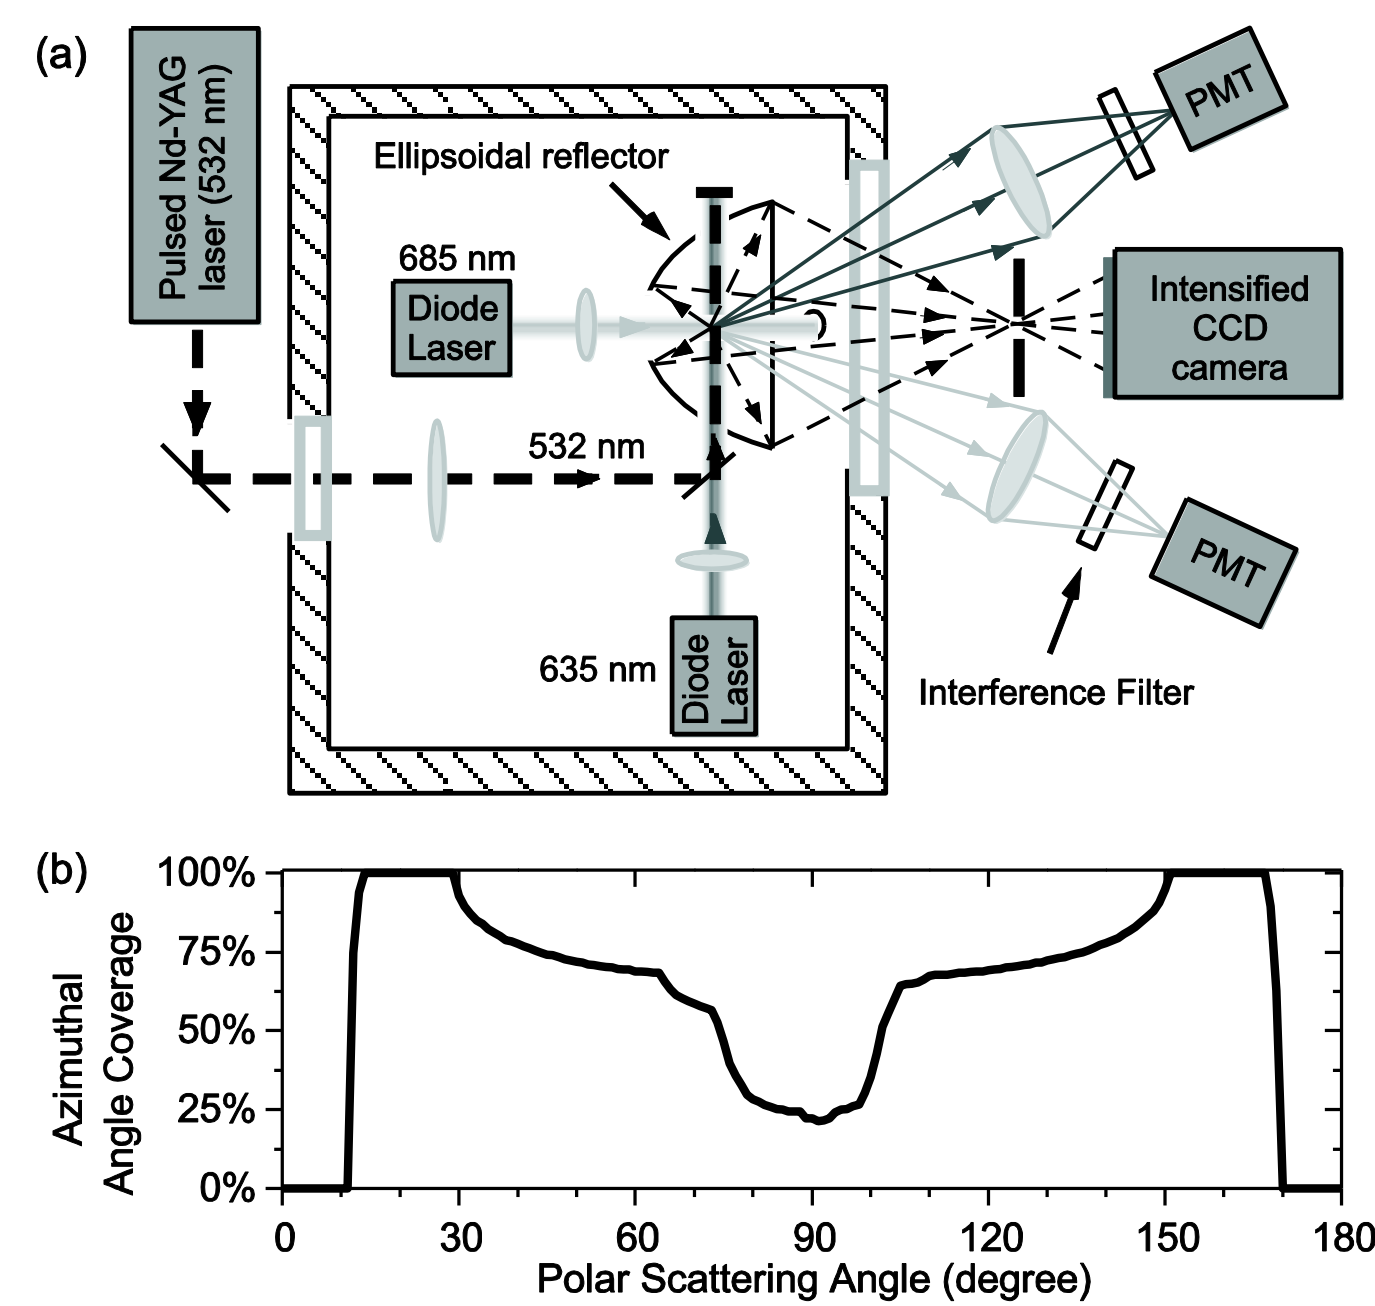 (a)
Pulsed Nd-YAG
laser (532 nm)
Ellipsoidal reflector
685 nm
Diode
Laser
532 nm
635 nm
Diode
Laser
PMT
Intensified
CCD
camera
PMT
Interference Filter
(b)
Azimuthal
Angle Coverage
100%
75%
50%
25%
0%
0 30 60 90 120 150 180
Polar Scattering Angle (degree)